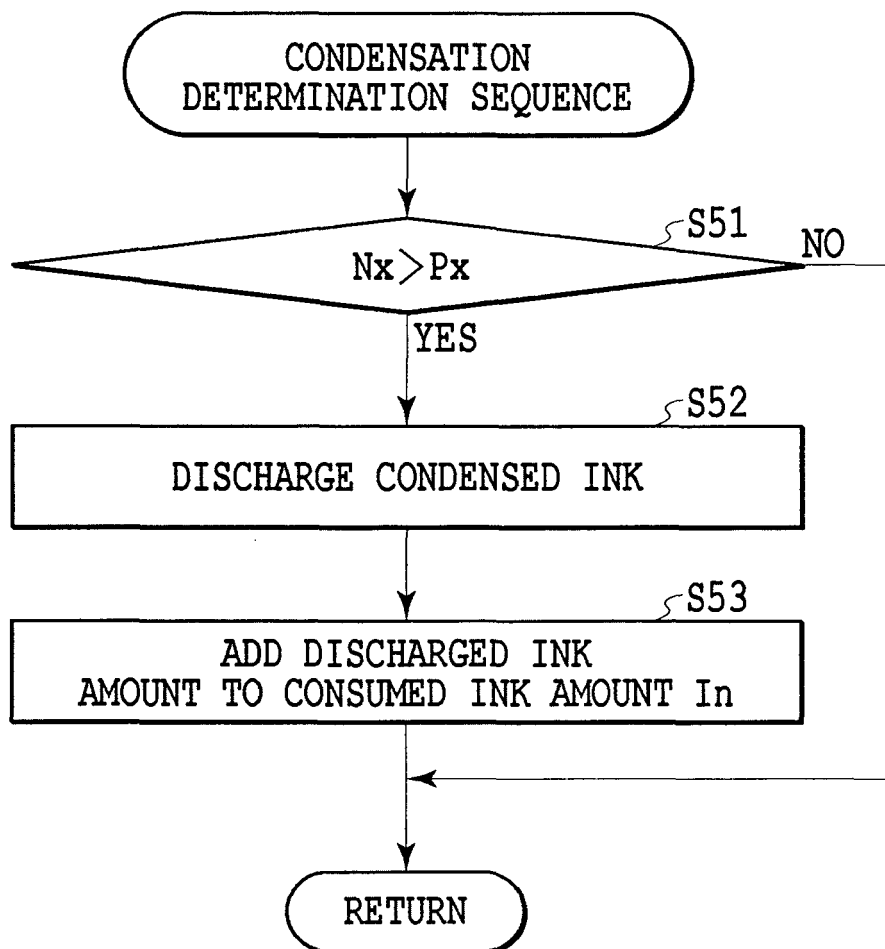 CONDENSATION
DETERMINATION SEQUENCE
S51
Nx>Px
NO
YES
S52
DISCHARGE CONDENSED INK
S53
ADD DISCHARGED INK
AMOUNT TO CONSUMED INK AMOUNT In
RETURN